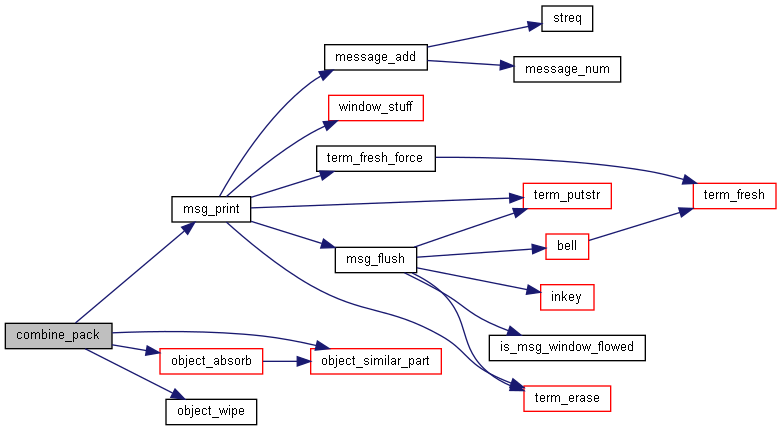 streq
message_add
message_num
window_stuff
term_fresh_force
term_putstr
term_fresh
msg_print
bell
msg_flush
inkey
combine_pack
is_msg_window_flowed
object_absorb
object_similar_part
term_erase
object_wipe